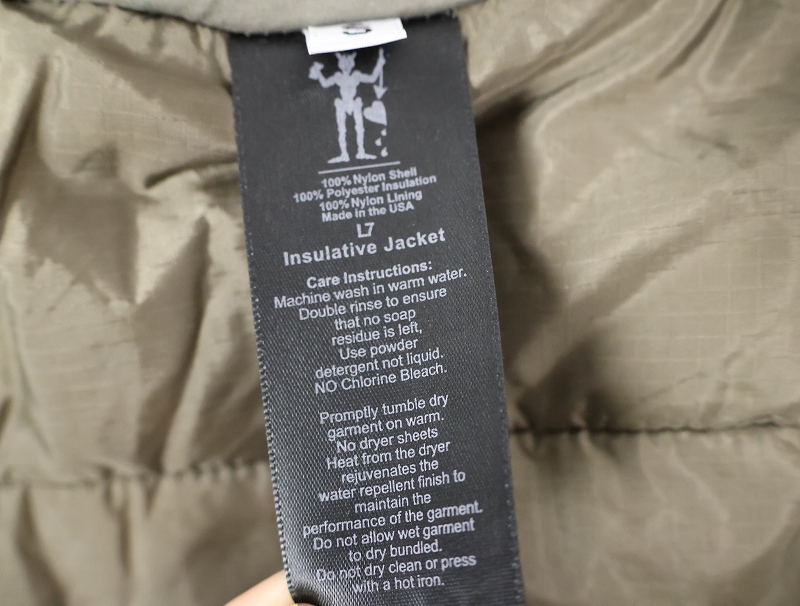 S
100% Nylon Shell
100% Polyester Insulation
100% Nylon Lining
Made in the USA
L7
Insulative Jacket
Care Instructions:
Machine wash in warm water.
Double rinse to ensure
that no soap
residue is left,
Use powder
detergent not liquid.
NO Chlorine Bleach.
Promptly tumble dry
garment on warm.
No dryer sheets
Heat from the dryer
rejuvenates the
water repellent finish to
maintain the
performance of the garment.
Do not allow wet garment
to dry bundled.
Do not dry clean or press
with a hot iron.